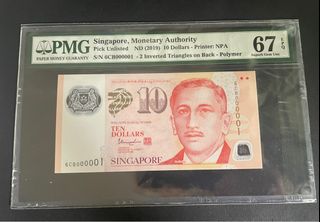 PMG
PAPER MONEY GUARANTY
Singapore, Monetary Authority
Pick Unlisted ND (2019) 10 Dollars - Printer: NPA
S/N 6CB000001 - 2 Inverted Triangles on Back - Polymer
67 EPQ
Superb Gem Unc
10
TEN
DOLLARS
SINGAPORE
6CB000001
6CB000001